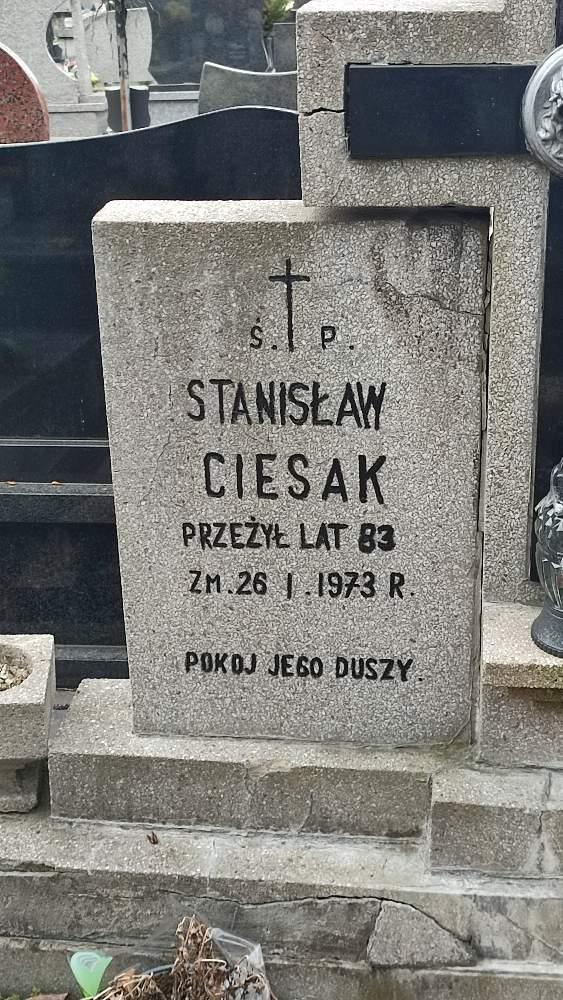 Ś. P.
STANISŁAW
CIESAK
PRZEŻYŁ LAT 83
ZM. 26 I. 1973 R.
POKOJ JEGO DUSZY.